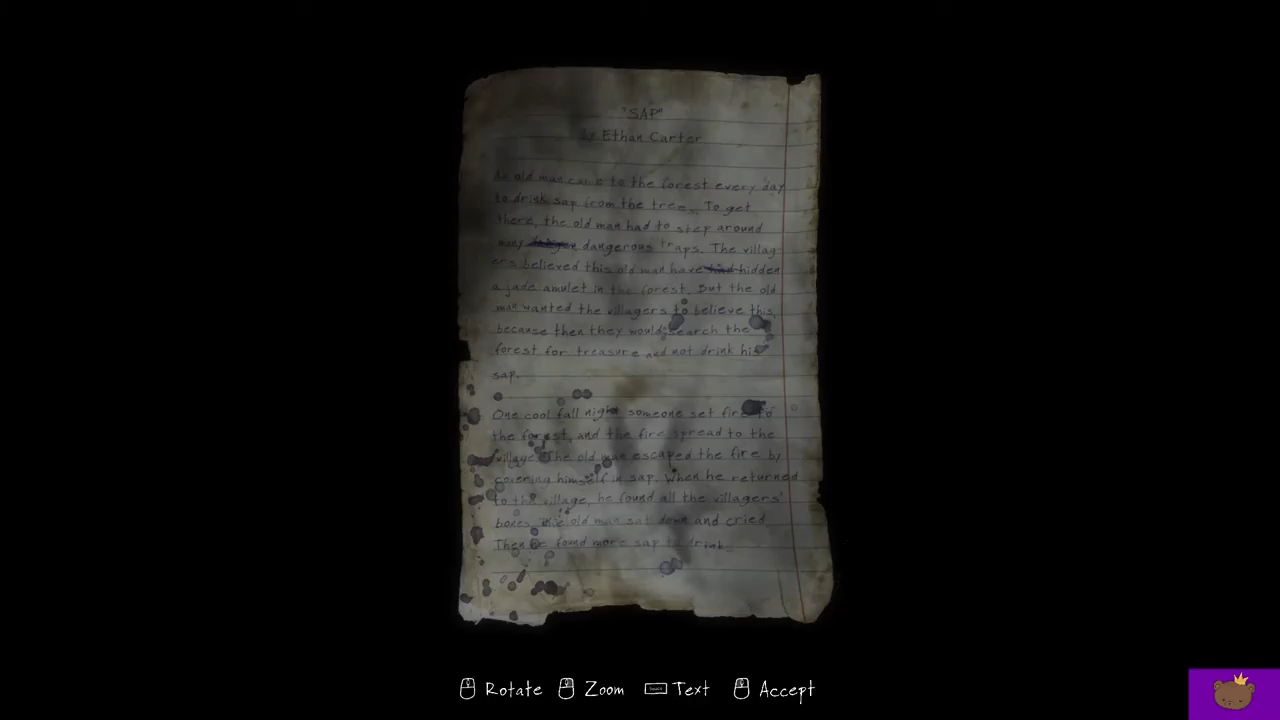 "SAP"
by Ethan Carter
An old man came to the forest every day
to drink sap from the trees. To get
there, the old man had to step around
many dangerous traps. The villag
ers believed this old man have had hidden
a jade amulet in the forest. But the old
man wanted the villagers to believe this,
because then they would search the
forest for treasure and not drink his
sap.
One cool fall night someone set fire to
the forest, and the fire spread to the
village. The old man escaped the fire by
covering himself in sap. When he returned
to the village, he found all the villagers'
bones. The old man sat down and cried.
Then he found more sap to drink.
Rotate Zoom Text Accept